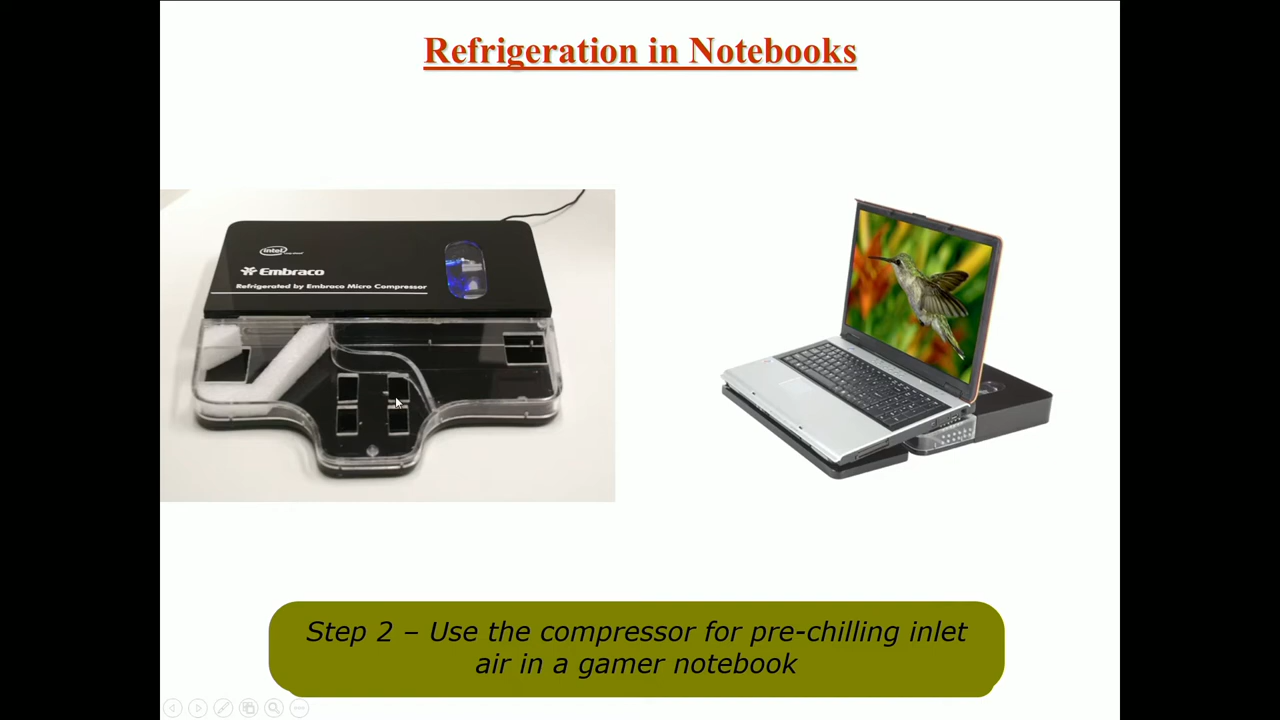 Refrigeration in Notebooks
intel
Embraco
Refrigerated by Embraco Micro Compressor
Step 2 – Use the compressor for pre-chilling inlet
air in a gamer notebook